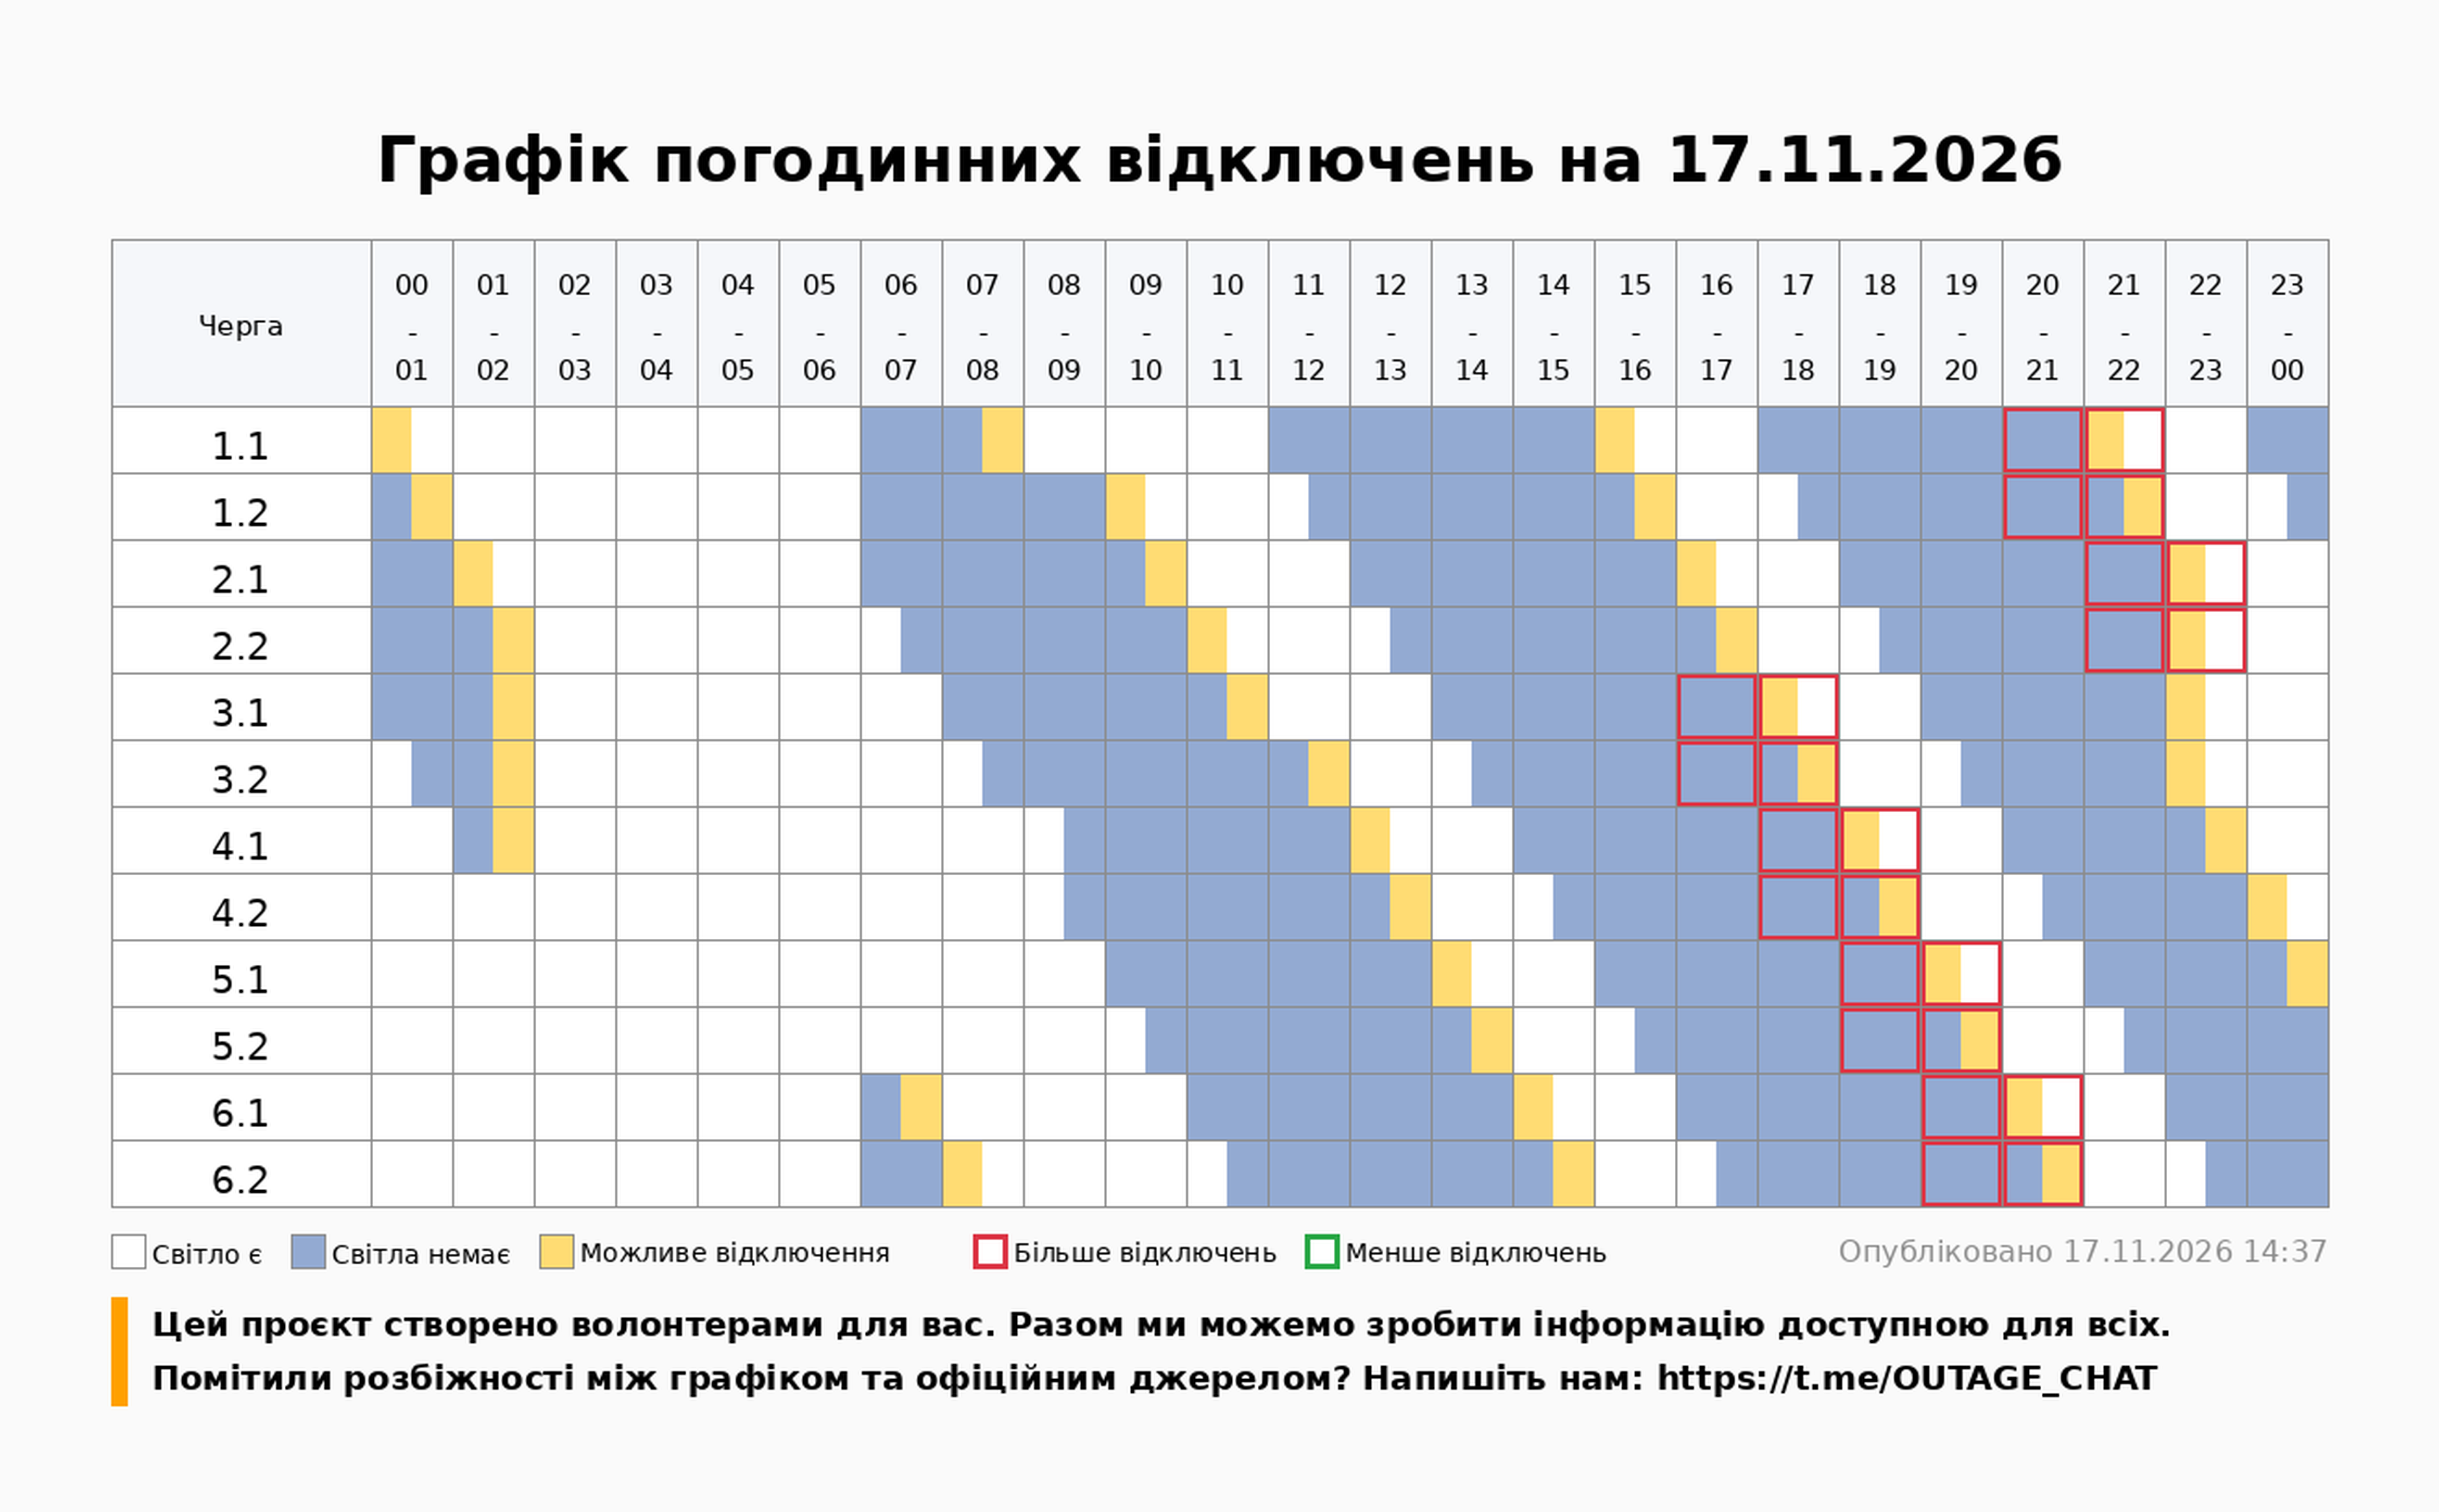 Графік погодинних відключень на 17.11.2026
Черга 00 - 01 01 - 02 02 - 03 03 - 04 04 - 05 05 - 06 06 - 07 07 - 08 08 - 09 09 - 10 10 - 11 11 - 12 12 - 13 13 - 14 14 - 15 15 - 16 16 - 17 17 - 18 18 - 19 19 - 20 20 - 21 21 - 22 22 - 23 23 - 00
1.1
1.2
2.1
2.2
3.1
3.2
4.1
4.2
5.1
5.2
6.1
6.2
Світло є Світла немає Можливе відключення Більше відключень Менше відключень Опубліковано 17.11.2026 14:37
Цей проєкт створено волонтерами для вас. Разом ми можемо зробити інформацію доступною для всіх.
Помітили розбіжності між графіком та офіційним джерелом? Напишіть нам: https://t.me/OUTAGE_CHAT